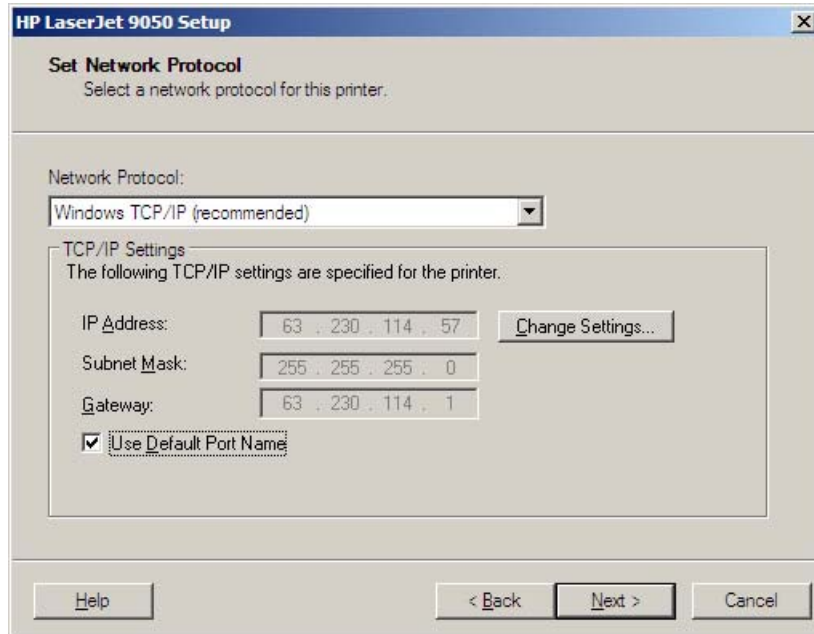 HP LaserJet 9050 Setup
Set Network Protocol
Select a network protocol for this printer.
Network Protocol:
Windows TCP/IP (recommended)
TCP/IP Settings
The following TCP/IP settings are specified for the printer.
IP Address: 63 . 230 . 114 . 57 Change Settings...
Subnet Mask: 255 . 255 . 255 . 0
Gateway: 63 . 230 . 114 . 1
Use Default Port Name
Help < Back Next > Cancel